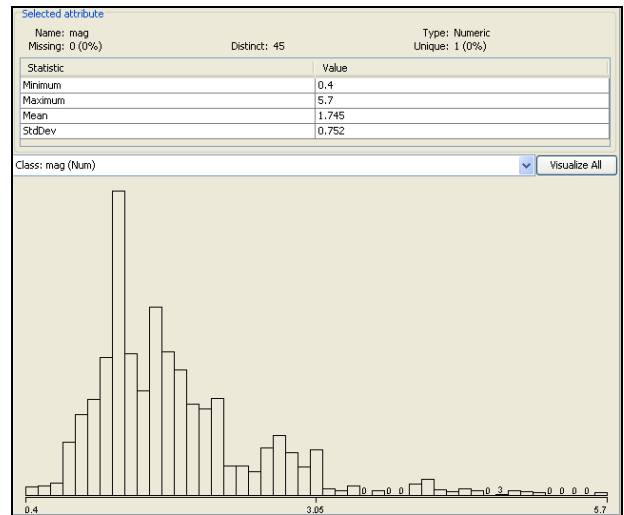 Selected attribute
Name: mag Type: Numeric
Missing: 0 (0%) Distinct: 45 Unique: 1 (0%)
Statistic Value
Minimum 0.4
Maximum 5.7
Mean 1.745
StdDev 0.752
Class: mag (Num) Visualize All
0 0 0 0 3 0 0 0 0
0.4 3.05 5.7